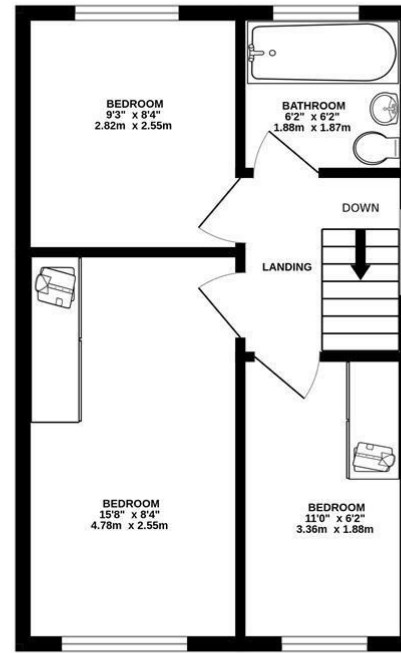 BEDROOM
9'3" x 8'4"
2.82m x 2.55m
BATHROOM
6'2" x 6'2"
1.88m x 1.87m
DOWN
LANDING
BEDROOM
15'8" x 8'4"
4.78m x 2.55m
BEDROOM
11'0" x 6'2"
3.36m x 1.88m